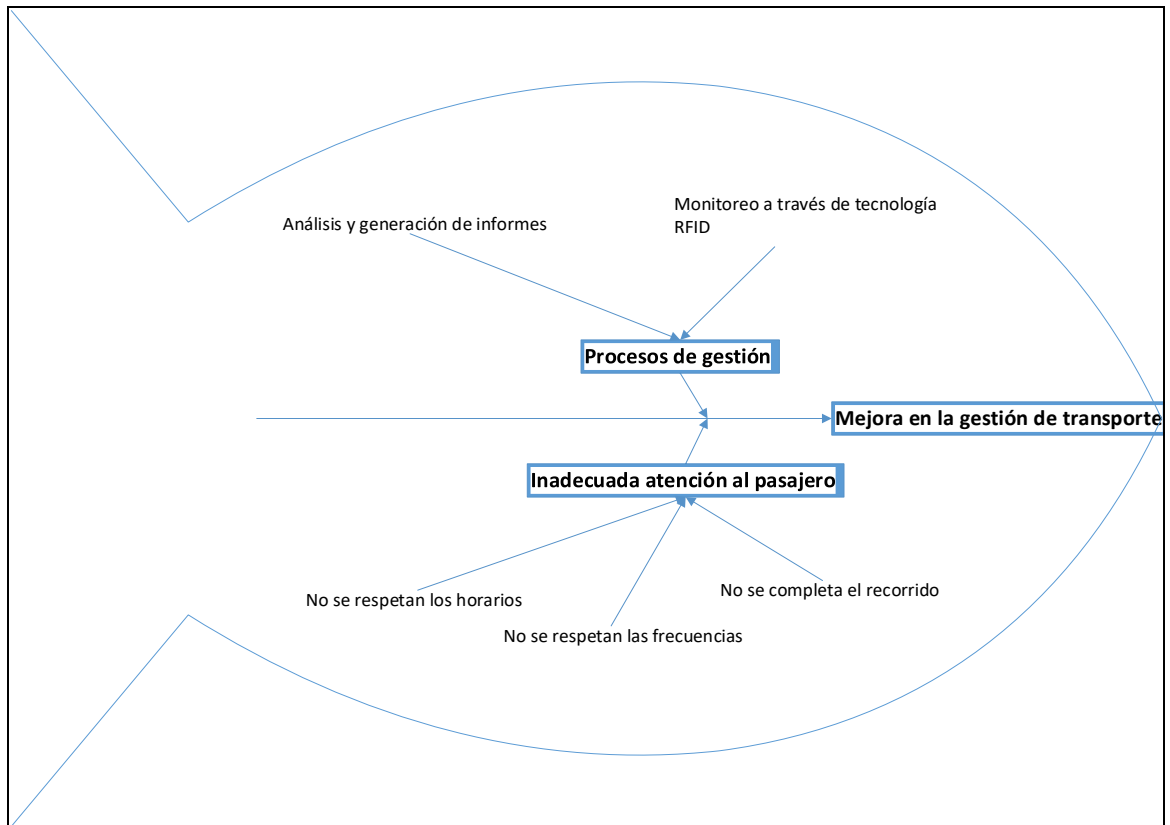 Monitoreo a través de tecnología
RFID
Análisis y generación de informes
Procesos de gestión
Mejora en la gestión de transporte
Inadecuada atención al pasajero
No se completa el recorrido
No se respetan los horarios
No se respetan las frecuencias